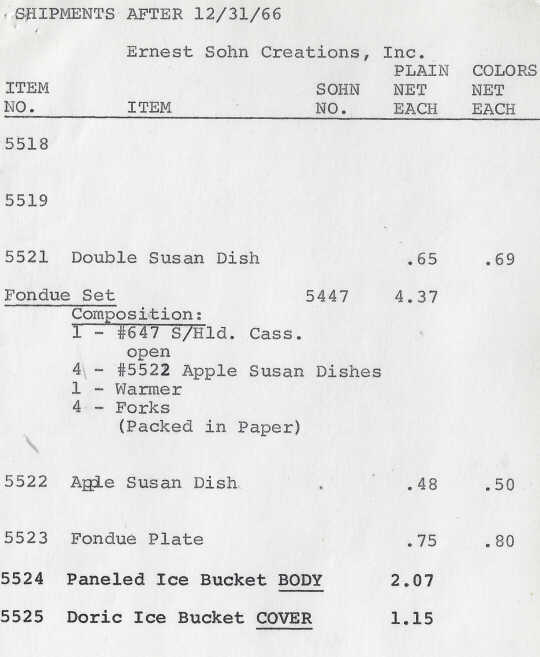 SHIPMENTS AFTER 12/31/66
Ernest Sohn Creations, Inc.
PLAIN COLORS
ITEM SOHN NET NET
NO. ITEM NO. EACH EACH
5518
5519
5521 Double Susan Dish .65 .69
Fondue Set 5447 4.37
Composition:
1 - #647 S/Hld. Cass.
open
4 - #5522 Apple Susan Dishes
1 - Warmer
4 - Forks
(Packed in Paper)
5522 Apple Susan Dish .48 .50
5523 Fondue Plate .75 .80
5524 Paneled Ice Bucket BODY 2.07
5525 Doric Ice Bucket COVER 1.15